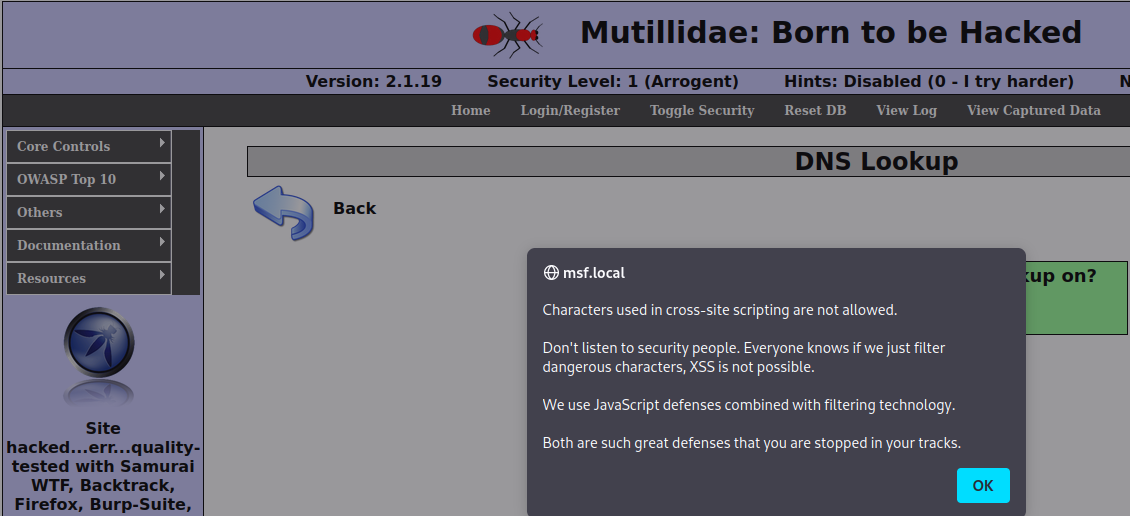 Mutillidae: Born to be Hacked
Version: 2.1.19 Security Level: 1 (Arrogent) Hints: Disabled (0 - I try harder) N
Home Login/Register Toggle Security Reset DB View Log View Captured Data
Core Controls
OWASP Top 10
Others
Documentation
Resources
DNS Lookup
Back
kup on?
msf.local
Characters used in cross-site scripting are not allowed.
Don't listen to security people. Everyone knows if we just filter
dangerous characters, XSS is not possible.
We use JavaScript defenses combined with filtering technology.
Both are such great defenses that you are stopped in your tracks.
OK
Site
hacked...err...quality-
tested with Samurai
WTF, Backtrack,
Firefox, Burp-Suite,